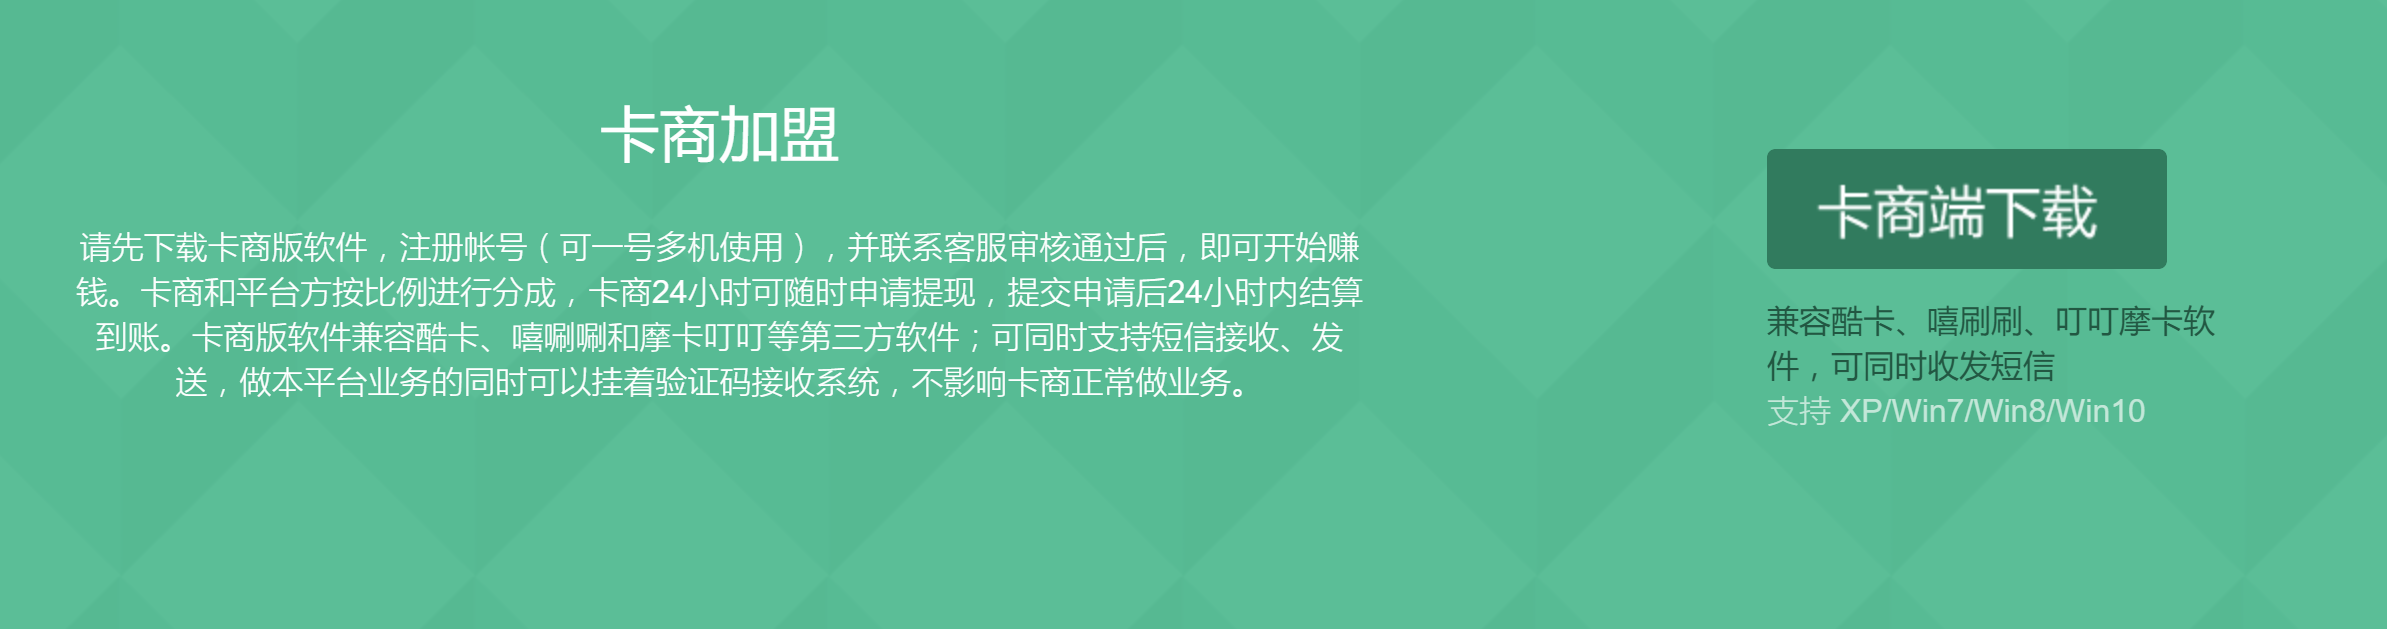 卡商加盟
请先下载卡商版软件，注册帐号（可一号多机使用），并联系客服审核通过后，即可开始赚
钱。卡商和平台方按比例进行分成，卡商24小时可随时申请提现，提交申请后24小时内结算
到账。卡商版软件兼容酷卡、嘻唰唰和摩卡叮叮等第三方软件；可同时支持短信接收、发
送，做本平台业务的同时可以挂着验证码接收系统，不影响卡商正常做业务。
卡商端下载
兼容酷卡、嘻刷刷、叮叮摩卡软
件，可同时收发短信
支持 XP/Win7/Win8/Win10